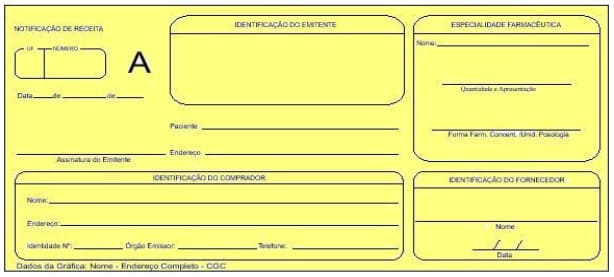 NOTIFICAÇÃO DE RECEITA
UF NÚMERO
A
Data de de
Assinatura do Emitente
IDENTIFICAÇÃO DO EMITENTE
Paciente
Endereço
ESPECIALIDADE FARMACÊUTICA
Nome:
Quantidade e Apresentação
Forma Farm. Concent. /Unid. Posologia
IDENTIFICAÇÃO DO COMPRADOR
Nome:
Endereço:
Identidade Nº: Órgão Emissor: Telefone:
IDENTIFICAÇÃO DO FORNECEDOR
Nome
/ /
Data
Dados da Gráfica: Nome - Endereço Completo - CGC